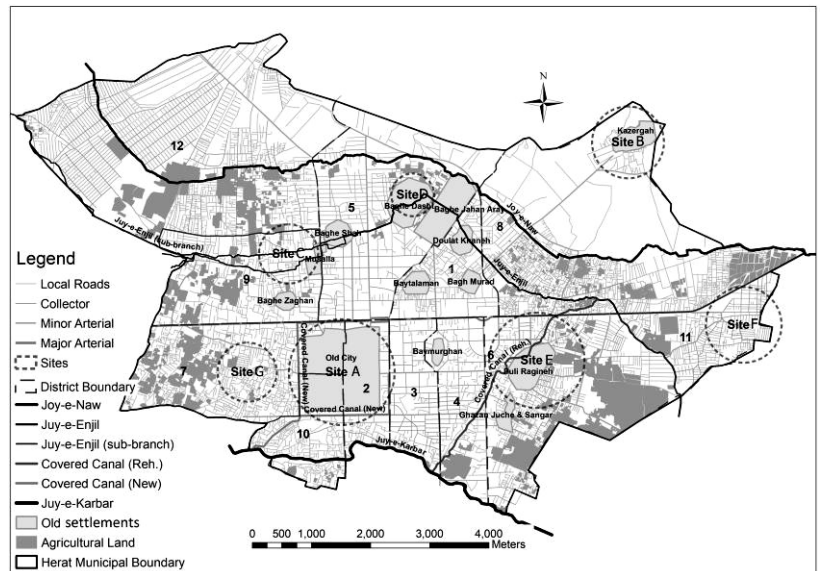 N
Kazergah
Site B
12
Site D
5
Baghe Dasht
Baghe Jahan Aray
Joy-e-Naw
8
Juy-e-Enjil (sub-branch)
Baghe Shah
Doulat Khaneh
Site C
Mosalla
Juy-e-Enjil
Legend
Local Roads
Collector
Minor Arterial
Major Arterial
Sites
District Boundary
Joy-e-Naw
Juy-e-Enjil
Juy-e-Enjil (sub-branch)
Covered Canal (Reh.)
Covered Canal (New)
Juy-e-Karbar
Old settlements
Agricultural Land
Herat Municipal Boundary
9
1
Baytalaman
Bagh Murad
Baghe Zaghan
Site F
11
Covered Canal (New)
Old City
Baymurghan
6
Covered Canal (Reh.)
Site E
Puli Ragineh
7
Site G
Site A
2
3
4
Covered Canal (New)
Gharau Juche & Sangar
10
Juy-e-Karbar
0 500 1,000 2,000 3,000 4,000
Meters